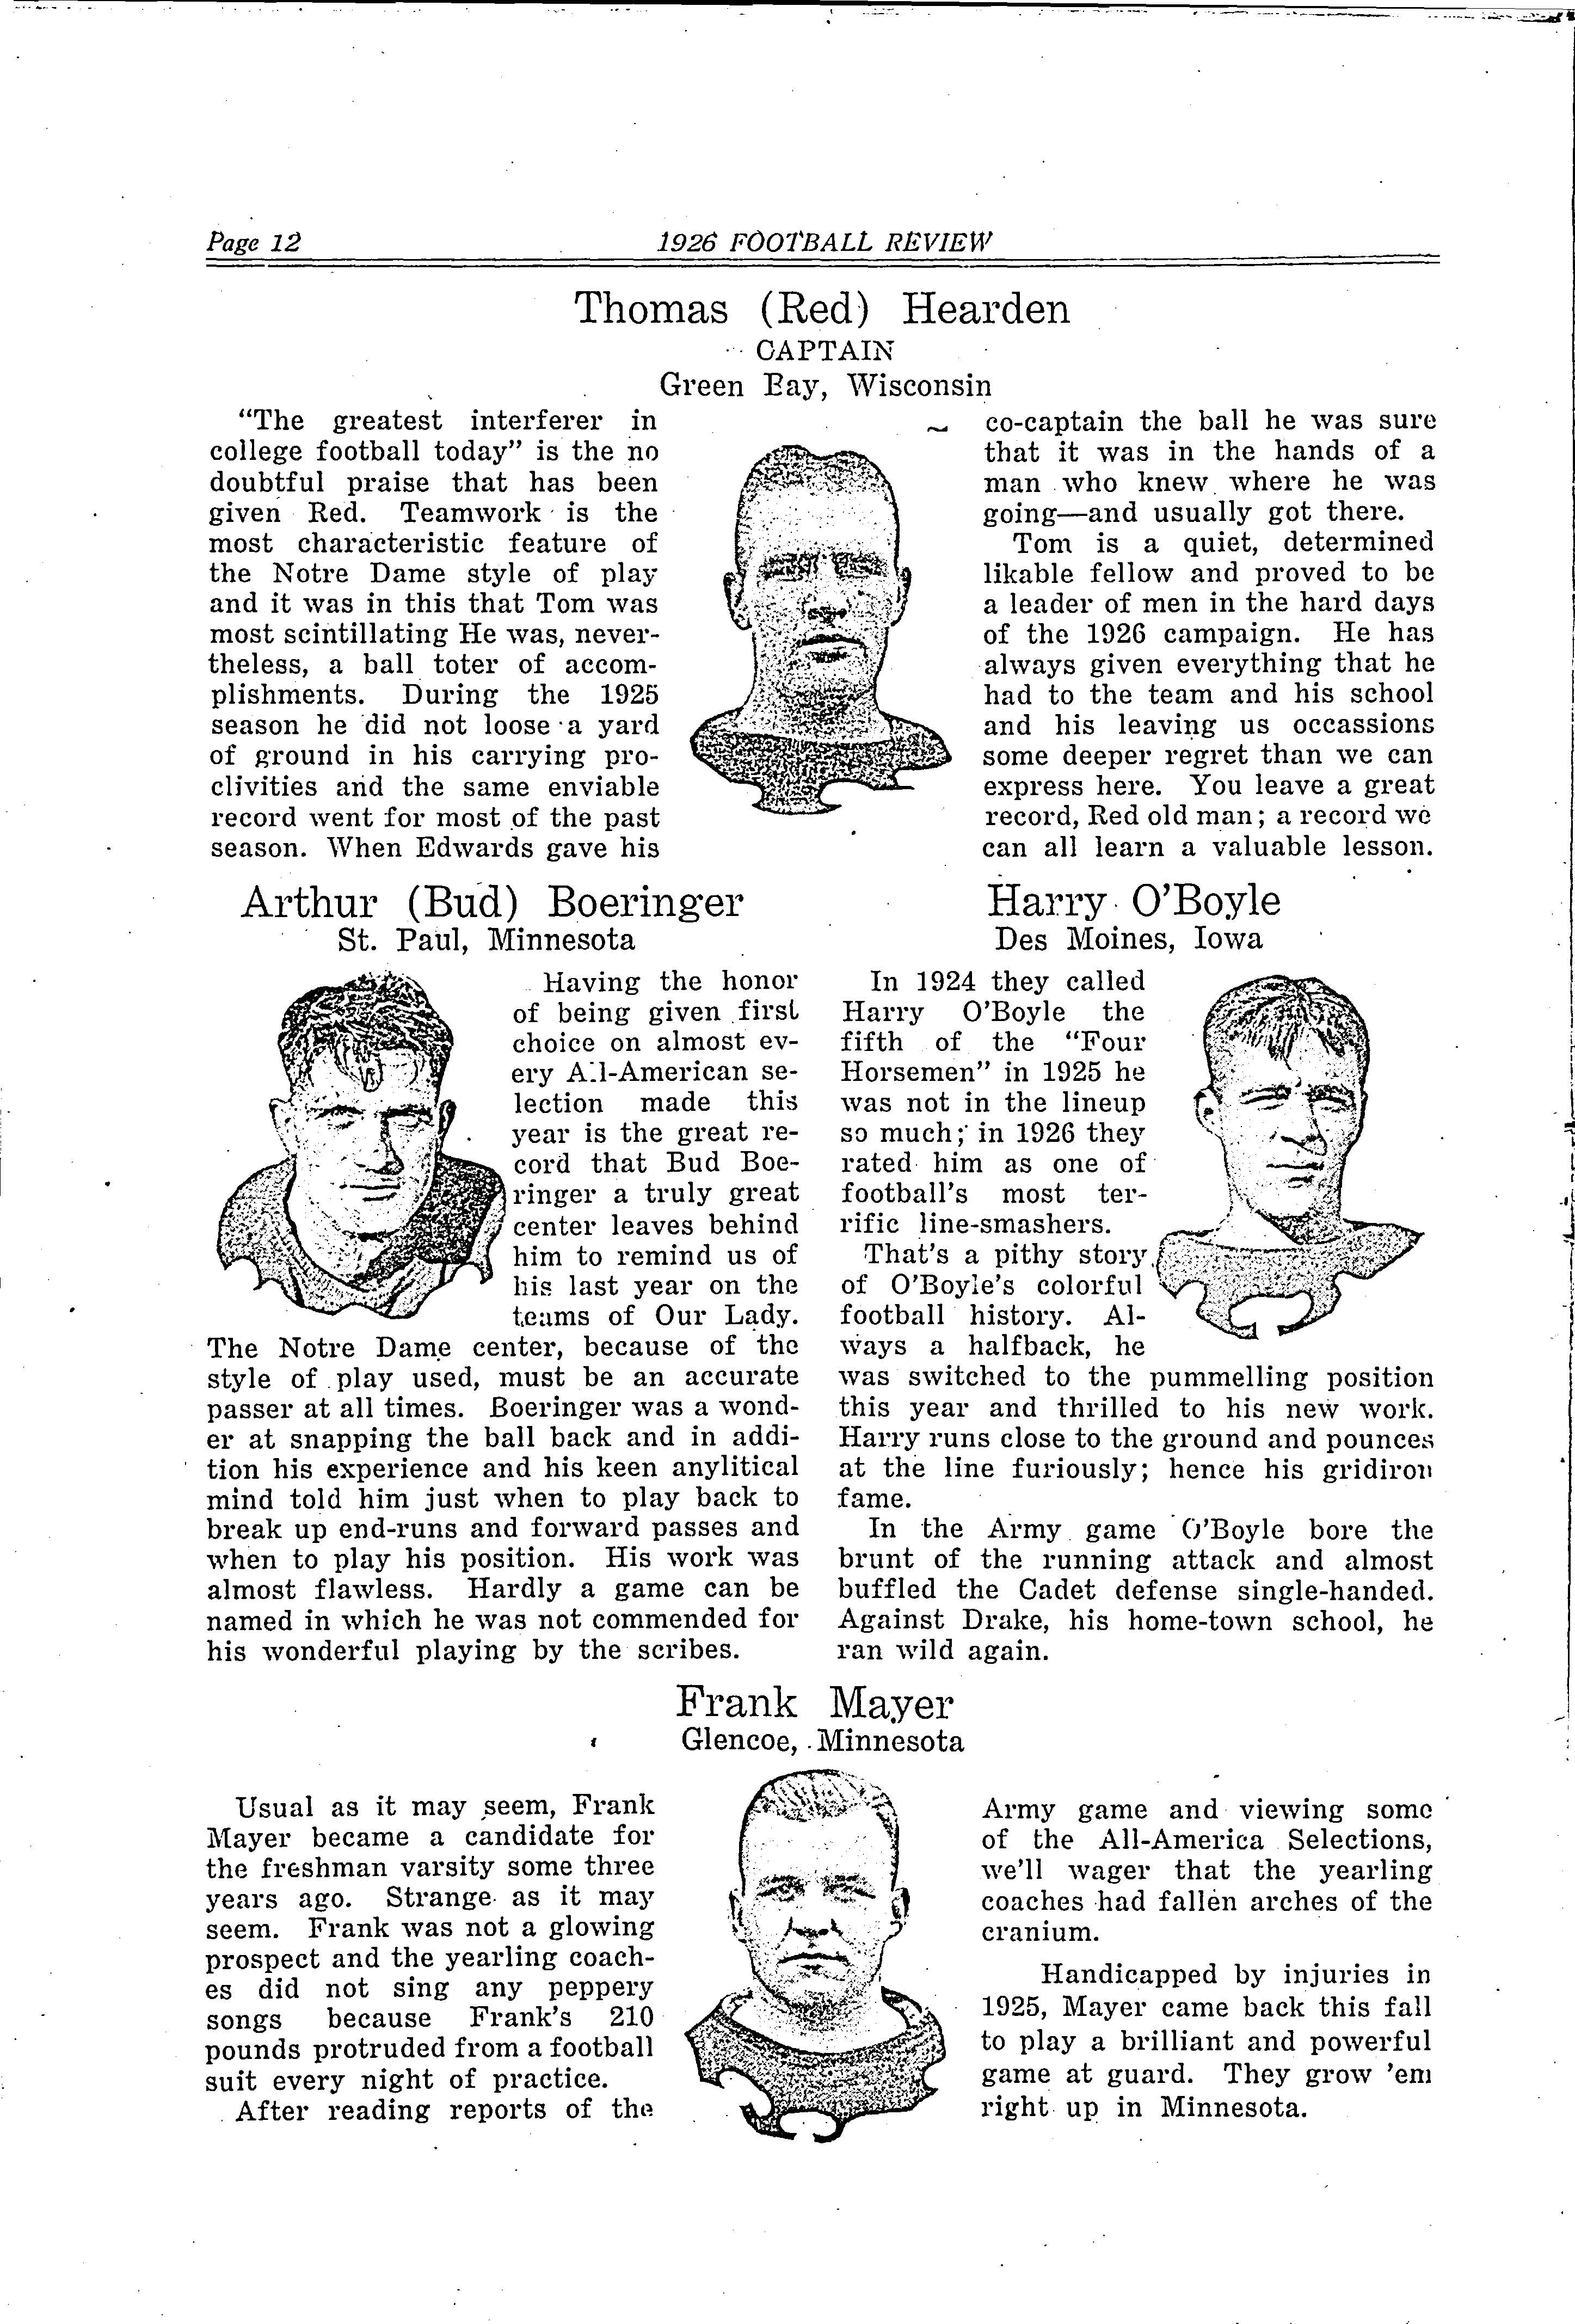 Page 12
1926 FOOTBALL REVIEW
Thomas (Red) Hearden
CAPTAIN
Green Bay, Wisconsin
"The greatest interferer in
college football today" is the no
doubtful praise that has been
given Red. Teamwork is the
most characteristic feature of
the Notre Dame style of play
and it was in this that Tom was
most scintillating He was, never-
theless, a ball toter of accom-
plishments. During the 1925
season he did not loose a yard
of ground in his carrying pro-
clivities and the same enviable
record went for most of the past
season. When Edwards gave his
co-captain the ball he was sure
that it was in the hands of a
man who knew where he was
going—and usually got there.
Tom is a quiet, determined
likable fellow and proved to be
a leader of men in the hard days
of the 1926 campaign. He has
always given everything that he
had to the team and his school
and his leaving us occassions
some deeper regret than we can
express here. You leave a great
record, Red old man; a record we
can all learn a valuable lesson.
Arthur (Bud) Boeringer
St. Paul, Minnesota
Having the honor
of being given first
choice on almost ev-
ery All-American se-
lection made this
year is the great re-
cord that Bud Boe-
ringer a truly great
center leaves behind
him to remind us of
his last year on the
teams of Our Lady.
The Notre Dame center, because of the
style of play used, must be an accurate
passer at all times. Boeringer was a wond-
er at snapping the ball back and in addi-
tion his experience and his keen anylitical
mind told him just when to play back to
break up end-runs and forward passes and
when to play his position. His work was
almost flawless. Hardly a game can be
named in which he was not commended for
his wonderful playing by the scribes.
Harry O'Boyle
Des Moines, Iowa
In 1924 they called
Harry O'Boyle the
fifth of the "Four
Horsemen" in 1925 he
was not in the lineup
so much; in 1926 they
rated him as one of
football's most ter-
rific line-smashers.
That's a pithy story
of O'Boyle's colorful
football history. Al-
ways a halfback, he
was switched to the pummelling position
this year and thrilled to his new work.
Harry runs close to the ground and pounces
at the line furiously; hence his gridiron
fame.
In the Army game O'Boyle bore the
brunt of the running attack and almost
buffled the Cadet defense single-handed.
Against Drake, his home-town school, he
ran wild again.
Frank Mayer
Glencoe, Minnesota
Usual as it may seem, Frank
Mayer became a candidate for
the freshman varsity some three
years ago. Strange as it may
seem. Frank was not a glowing
prospect and the yearling coach-
es did not sing any peppery
songs because Frank's 210
pounds protruded from a football
suit every night of practice.
After reading reports of the
Army game and viewing some
of the All-America Selections,
we'll wager that the yearling
coaches had fallen arches of the
cranium.
Handicapped by injuries in
1925, Mayer came back this fall
to play a brilliant and powerful
game at guard. They grow 'em
right up in Minnesota.